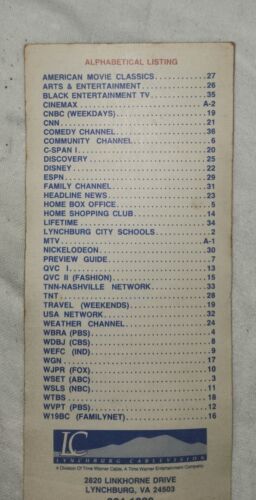 ALPHABETICAL LISTING
AMERICAN MOVIE CLASSICS............27
ARTS & ENTERTAINMENT............26
BLACK ENTERTAINMENT TV............35
CINEMAX............A-2
CNBC (WEEKDAYS)............19
CNN............21
COMEDY CHANNEL............36
COMMUNITY CHANNEL............6
C-SPAN I............20
DISCOVERY............25
DISNEY............22
ESPN............29
FAMILY CHANNEL............31
HEADLINE NEWS............23
HOME BOX OFFICE............5
HOME SHOPPING CLUB............14
LIFETIME............34
LYNCHBURG CITY SCHOOLS............2
MTV............A-1
NICKELODEON............30
PREVIEW GUIDE............7
QVC I............13
QVC II (FASHION)............15
TNN-NASHVILLE NETWORK............33
TNT............28
TRAVEL (WEEKENDS)............19
USA NETWORK............32
WEATHER CHANNEL............24
WBRA (PBS)............4
WDBJ (CBS)............8
WEFC (IND)............9
WGN............17
WJPR (FOX)............10
WSET (ABC)............3
WSLS (NBC)............11
WTBS............18
WVPT (PBS)............12
W19BC (FAMILYNET)............16
LC
LYNCHBURG CABLEVISION
A Division Of Time Warner Cable, A Time Warner Entertainment Company
2820 LINKHORNE DRIVE
LYNCHBURG, VA 24503